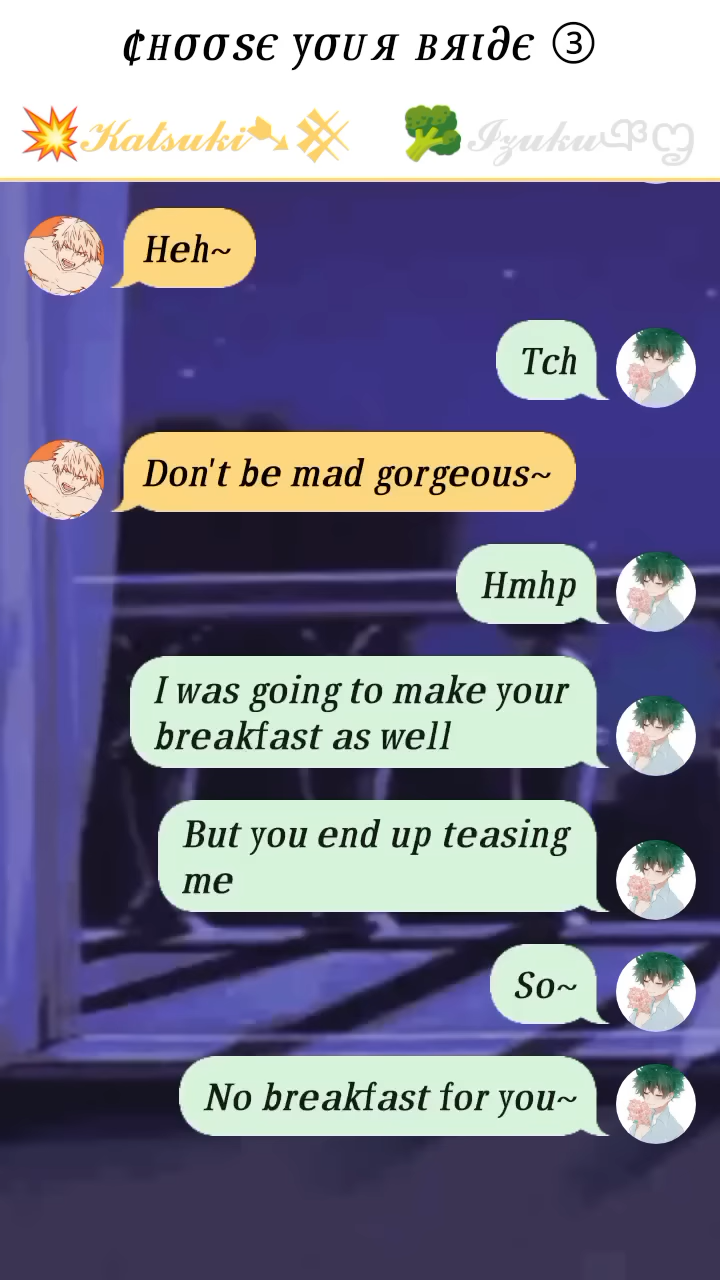 ₵нσσѕє уσυя вяι∂є ③
💥𝓚𝓪𝓽𝓼𝓾𝓴𝓲➴※ 🥦𝓘𝔃𝓾𝓴𝓾
Heh~
Tch
Don't be mad gorgeous~
Hmhp
I was going to make your
breakfast as well
But you end up teasing
me
So~
No breakfast for you~